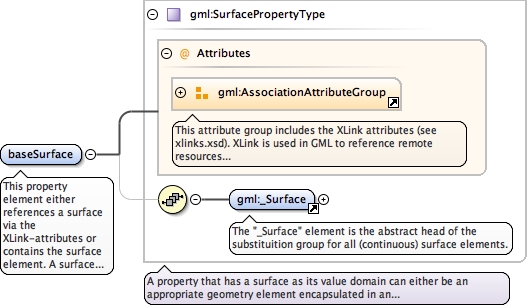 gml:SurfacePropertyType
@ Attributes
gml:AssociationAttributeGroup
This attribute group includes the XLink attributes (see
xlinks.xsd). XLink is used in GML to reference remote
resources...
baseSurface
This property
element either
references a surface
via the
XLink-attributes or
contains the surface
element. A surface...
gml:_Surface
The "_Surface" element is the abstract head of the
substituition group for all (continuous) surface elements.
A property that has a surface as its value domain can either be an
appropriate geometry element encapsulated in an...